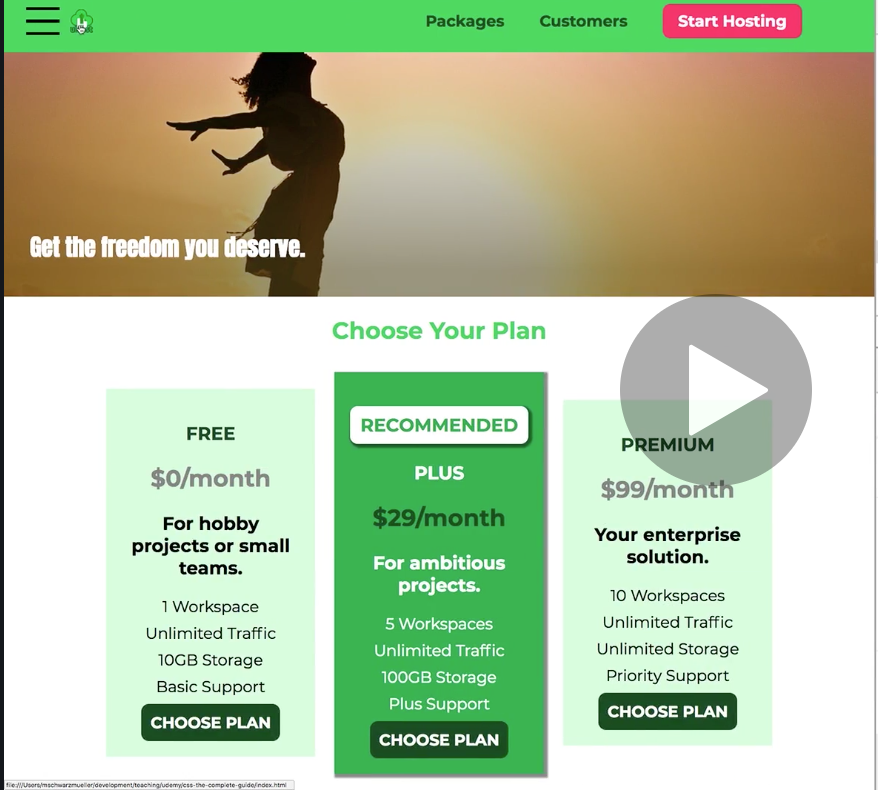 Packages Customers Start Hosting
Get the freedom you deserve.
Choose Your Plan
FREE
$0/month
For hobby
projects or small
teams.
1 Workspace
Unlimited Traffic
10GB Storage
Basic Support
CHOOSE PLAN
RECOMMENDED
PLUS
$29/month
For ambitious
projects.
5 Workspaces
Unlimited Traffic
100GB Storage
Plus Support
CHOOSE PLAN
PREMIUM
$99/month
Your enterprise
solution.
10 Workspaces
Unlimited Traffic
Unlimited Storage
Priority Support
CHOOSE PLAN
file:///Users/mschwarzmueller/development/teaching/udemy/css-the-complete-guide/index.html